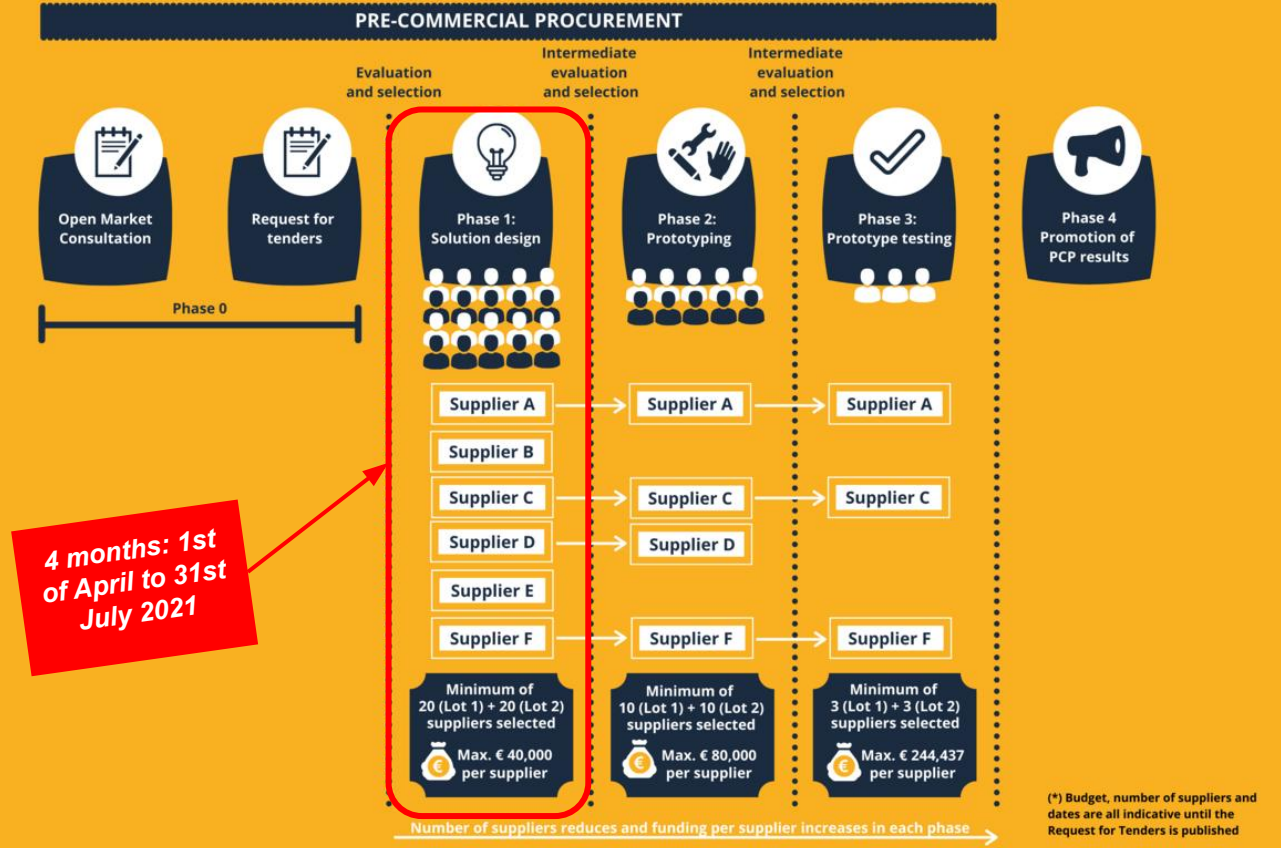 PRE-COMMERCIAL PROCUREMENT
Evaluation
and selection
Intermediate
evaluation
and selection
Intermediate
evaluation
and selection
Open Market
Consultation
Request for
tenders
Phase 0
Phase 1:
Solution design
Phase 2:
Prototyping
Phase 3:
Prototype testing
Phase 4
Promotion of
PCP results
Supplier A
Supplier A
Supplier A
Supplier B
Supplier C
Supplier C
Supplier C
Supplier D
Supplier D
Supplier E
Supplier F
Supplier F
Supplier F
4 months: 1st
of April to 31st
July 2021
Minimum of
20 (Lot 1) + 20 (Lot 2)
suppliers selected
€
Max. € 40,000
per supplier
Minimum of
10 (Lot 1) + 10 (Lot 2)
suppliers selected
€
Max. € 80,000
per supplier
Minimum of
3 (Lot 1) + 3 (Lot 2)
suppliers selected
€
Max. € 244,437
per supplier
Number of suppliers reduces and funding per supplier increases in each phase
(*) Budget, number of suppliers and
dates are all indicative until the
Request for Tenders is published